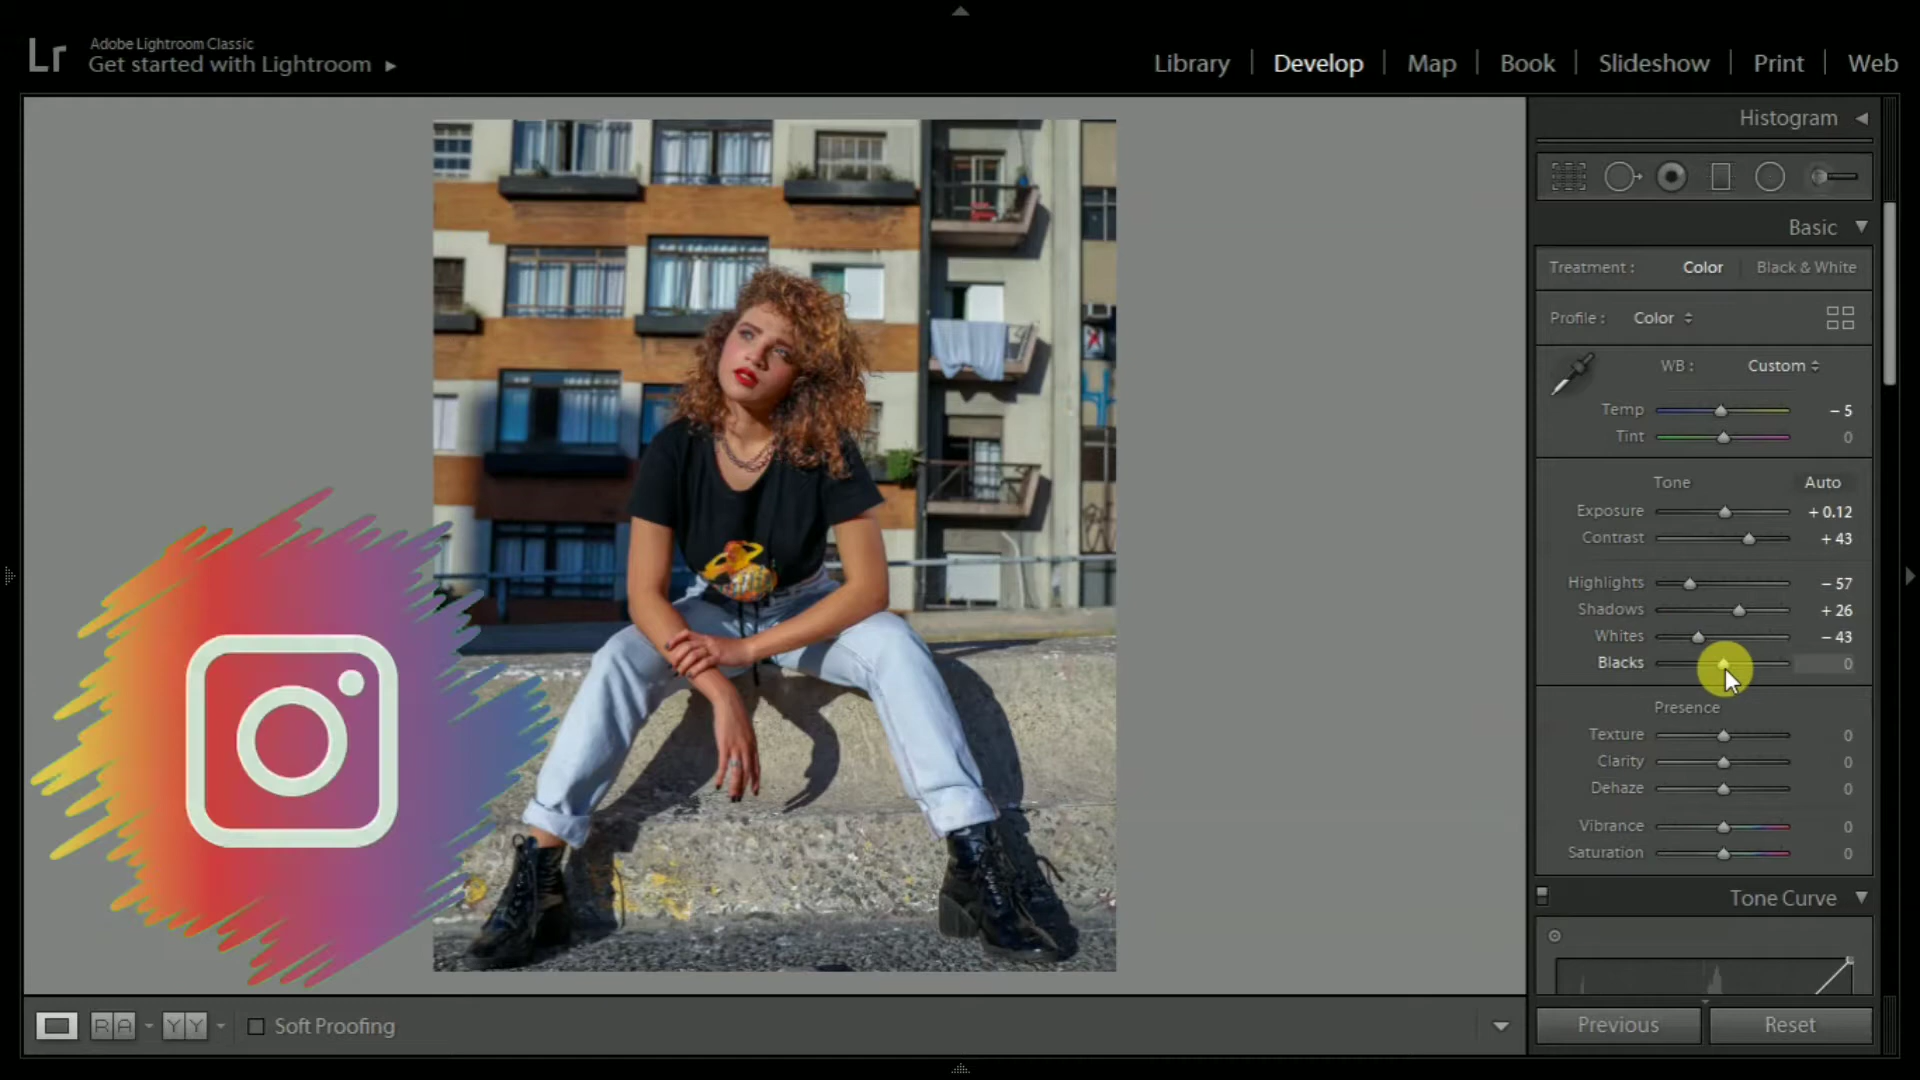 Lr
Adobe Lightroom Classic
Get started with Lightroom
Library
Develop
Map
Book
Slideshow
Print
Web
Histogram
Basic
Treatment : Color Black & White
Profile : Color
WB : Custom
Temp - 5
Tint 0
Tone Auto
Exposure + 0.12
Contrast + 43
Highlights - 57
Shadows + 26
Whites - 43
Blacks 0
Presence
Texture 0
Clarity 0
Dehaze 0
Vibrance 0
Saturation 0
Tone Curve
R A
Y Y
Soft Proofing
Previous
Reset